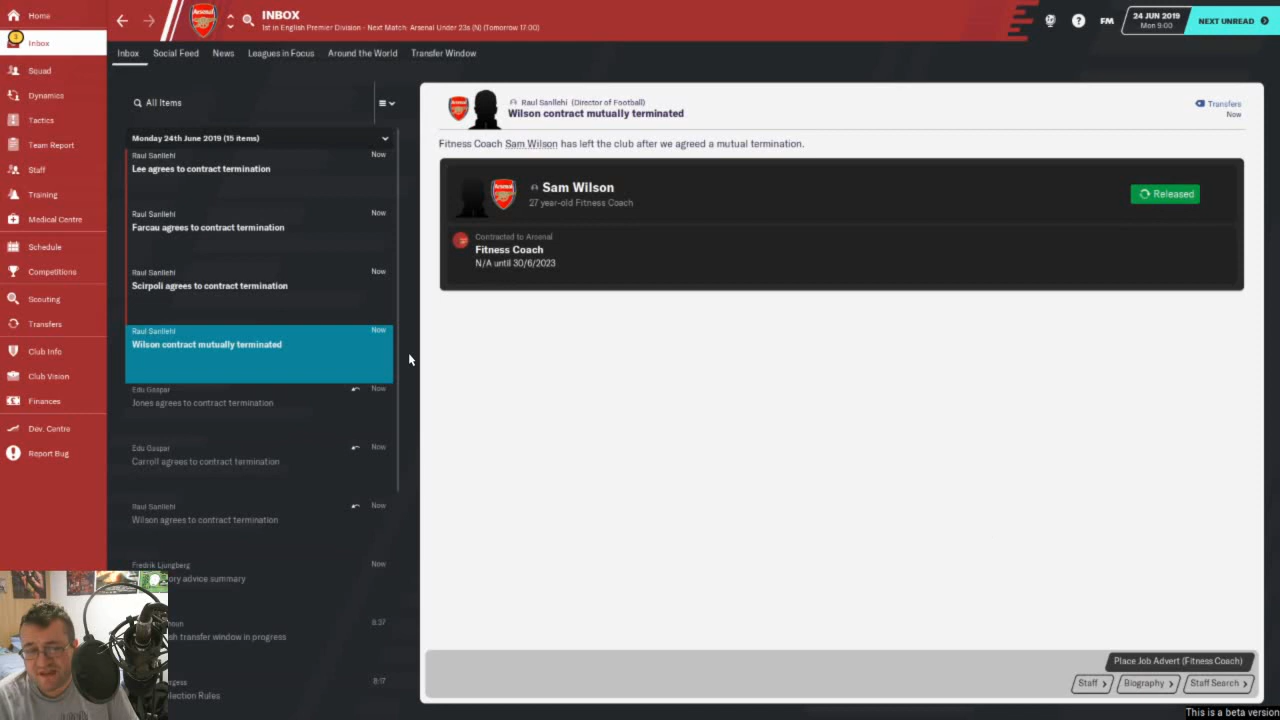 Home
Inbox
3
Squad
Dynamics
Tactics
Team Report
Staff
Training
Medical Centre
Schedule
Competitions
Scouting
Transfers
Club Info
Club Vision
Finances
Dev. Centre
Report Bug
INBOX
1st in English Premier Division - Next Match: Arsenal Under 23s (N) (Tomorrow 17:00)
FM
24 JUN 2019
Mon 9:00
NEXT UNREAD
Inbox
Social Feed
News
Leagues in Focus
Around the World
Transfer Window
All Items
Monday 24th June 2019 (15 items)
Raul Sanllehi
Now
Lee agrees to contract termination
Raul Sanllehi
Now
Farcau agrees to contract termination
Raul Sanllehi
Now
Scirpoli agrees to contract termination
Raul Sanllehi
Now
Wilson contract mutually terminated
Edu Gaspar
Now
Jones agrees to contract termination
Edu Gaspar
Now
Carroll agrees to contract termination
Raul Sanllehi
Now
Wilson agrees to contract termination
Fredrik Ljungberg
Now
ory advice summary
8:37
sh transfer window in progress
8:17
lection Rules
Raul Sanllehi (Director of Football)
Wilson contract mutually terminated
Transfers
Now
Fitness Coach Sam Wilson has left the club after we agreed a mutual termination.
Sam Wilson
27 year-old Fitness Coach
Released
Contracted to Arsenal
Fitness Coach
N/A until 30/6/2023
Place Job Advert (Fitness Coach)
Staff
Biography
Staff Search
This is a beta version